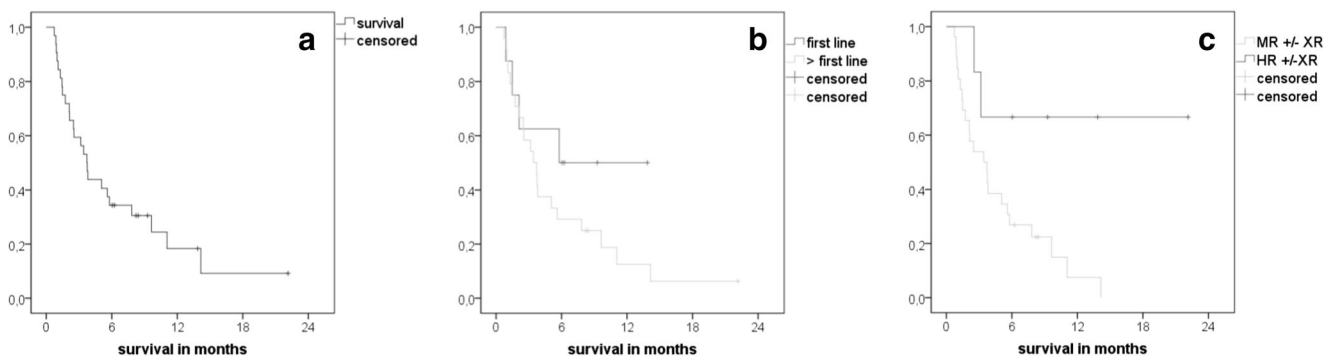 a
survival
censored
1,0
0,8
0,6
0,4
0,2
0,0
0 6 12 18 24
survival in months
b
first line
> first line
censored
censored
1,0
0,8
0,6
0,4
0,2
0,0
0 6 12 18 24
survival in months
c
MR +/- XR
HR +/-XR
censored
censored
1,0
0,8
0,6
0,4
0,2
0,0
0 6 12 18 24
survival in months